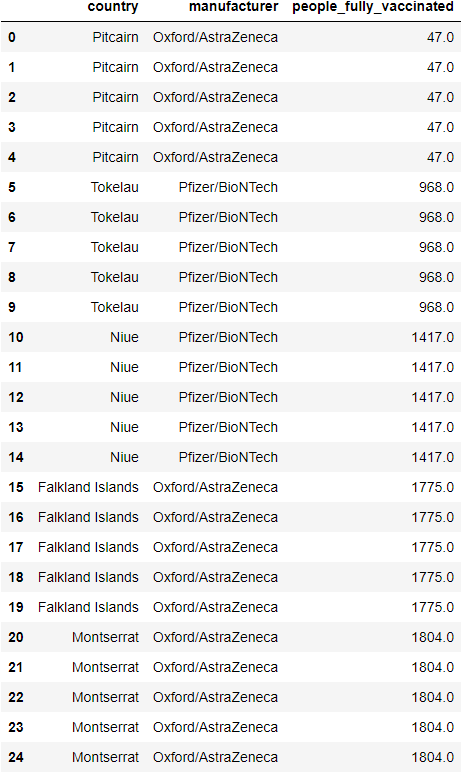 country manufacturer people_fully_vaccinated
0 Pitcairn Oxford/AstraZeneca 47.0
1 Pitcairn Oxford/AstraZeneca 47.0
2 Pitcairn Oxford/AstraZeneca 47.0
3 Pitcairn Oxford/AstraZeneca 47.0
4 Pitcairn Oxford/AstraZeneca 47.0
5 Tokelau Pfizer/BioNTech 968.0
6 Tokelau Pfizer/BioNTech 968.0
7 Tokelau Pfizer/BioNTech 968.0
8 Tokelau Pfizer/BioNTech 968.0
9 Tokelau Pfizer/BioNTech 968.0
10 Niue Pfizer/BioNTech 1417.0
11 Niue Pfizer/BioNTech 1417.0
12 Niue Pfizer/BioNTech 1417.0
13 Niue Pfizer/BioNTech 1417.0
14 Niue Pfizer/BioNTech 1417.0
15 Falkland Islands Oxford/AstraZeneca 1775.0
16 Falkland Islands Oxford/AstraZeneca 1775.0
17 Falkland Islands Oxford/AstraZeneca 1775.0
18 Falkland Islands Oxford/AstraZeneca 1775.0
19 Falkland Islands Oxford/AstraZeneca 1775.0
20 Montserrat Oxford/AstraZeneca 1804.0
21 Montserrat Oxford/AstraZeneca 1804.0
22 Montserrat Oxford/AstraZeneca 1804.0
23 Montserrat Oxford/AstraZeneca 1804.0
24 Montserrat Oxford/AstraZeneca 1804.0